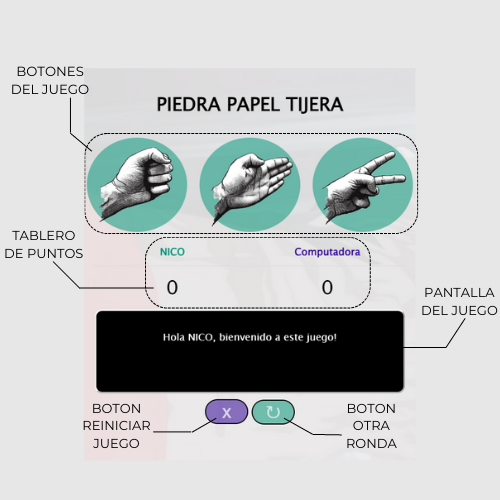 BOTONES
DEL JUEGO
PIEDRA PAPEL TIJERA
TABLERO
DE PUNTOS
NICO
Computadora
0
0
PANTALLA
DEL JUEGO
Hola NICO, bienvenido a este juego!
BOTON
REINICIAR
JUEGO
X
↻
BOTON
OTRA
RONDA